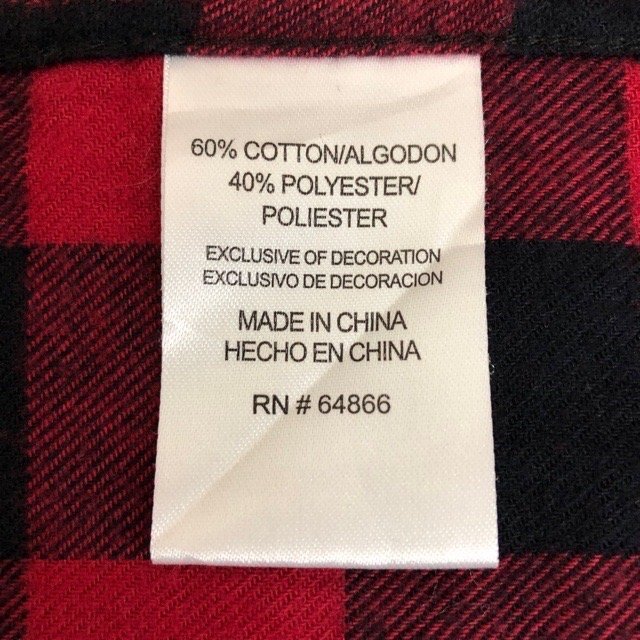 60% COTTON/ALGODON
40% POLYESTER/
POLIESTER
EXCLUSIVE OF DECORATION
EXCLUSIVO DE DECORACION
MADE IN CHINA
HECHO EN CHINA
RN # 64866